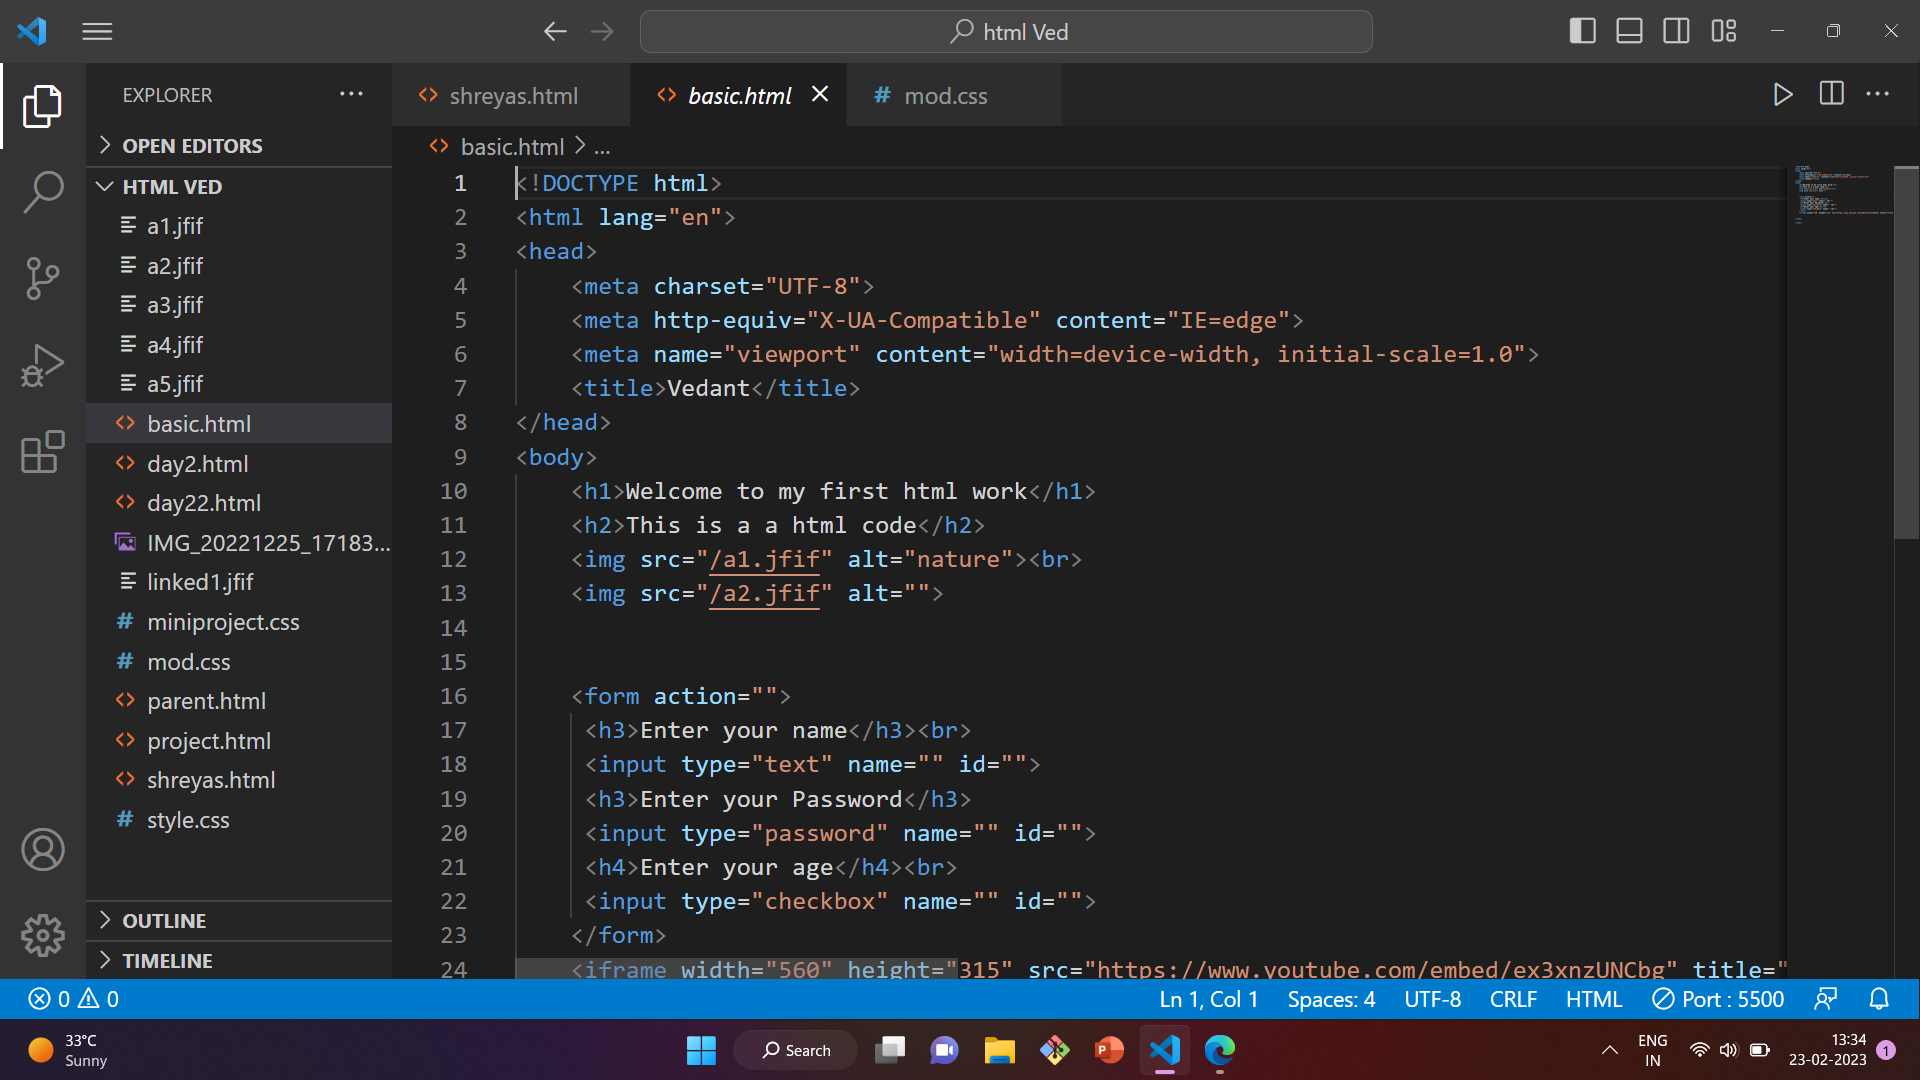 html Ved
EXPLORER
OPEN EDITORS
HTML VED
a1.jfif
a2.jfif
a3.jfif
a4.jfif
a5.jfif
basic.html
day2.html
day22.html
IMG_20221225_17183...
linked1.jfif
miniproject.css
mod.css
parent.html
project.html
shreyas.html
style.css
OUTLINE
TIMELINE
shreyas.html
basic.html
mod.css
basic.html > ...
1 <!DOCTYPE html>
2 <html lang="en">
3 <head>
4 <meta charset="UTF-8">
5 <meta http-equiv="X-UA-Compatible" content="IE=edge">
6 <meta name="viewport" content="width=device-width, initial-scale=1.0">
7 <title>Vedant</title>
8 </head>
9 <body>
10 <h1>Welcome to my first html work</h1>
11 <h2>This is a a html code</h2>
12 <img src="/a1.jfif" alt="nature"><br>
13 <img src="/a2.jfif" alt="">
14
15
16 <form action="">
17 <h3>Enter your name</h3><br>
18 <input type="text" name="" id="">
19 <h3>Enter your Password</h3>
20 <input type="password" name="" id="">
21 <h4>Enter your age</h4><br>
22 <input type="checkbox" name="" id="">
23 </form>
24 <iframe width="560" height="315" src="https://www.youtube.com/embed/ex3xnzUNCbg" title="
0 0
Ln 1, Col 1 Spaces: 4 UTF-8 CRLF HTML Port : 5500
33°C
Sunny
Search
ENG
IN
13:34
23-02-2023
1